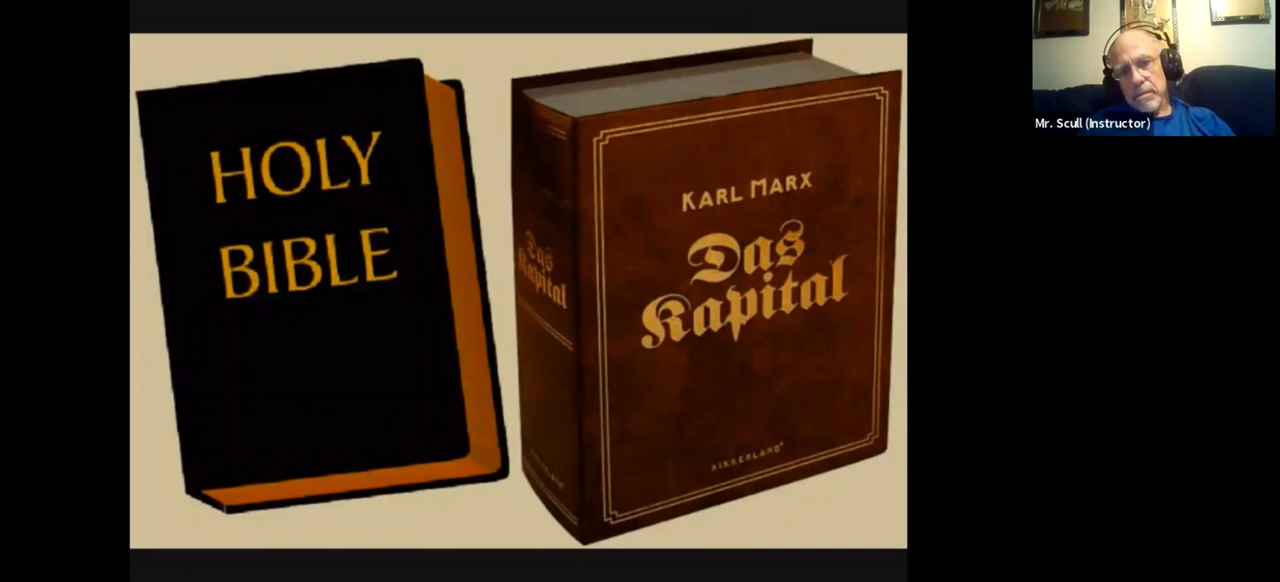 HOLY
BIBLE
KARL MARX
Das
Kapital
Das
Kapital
KIKKERLAND®
Mr. Scull (Instructor)